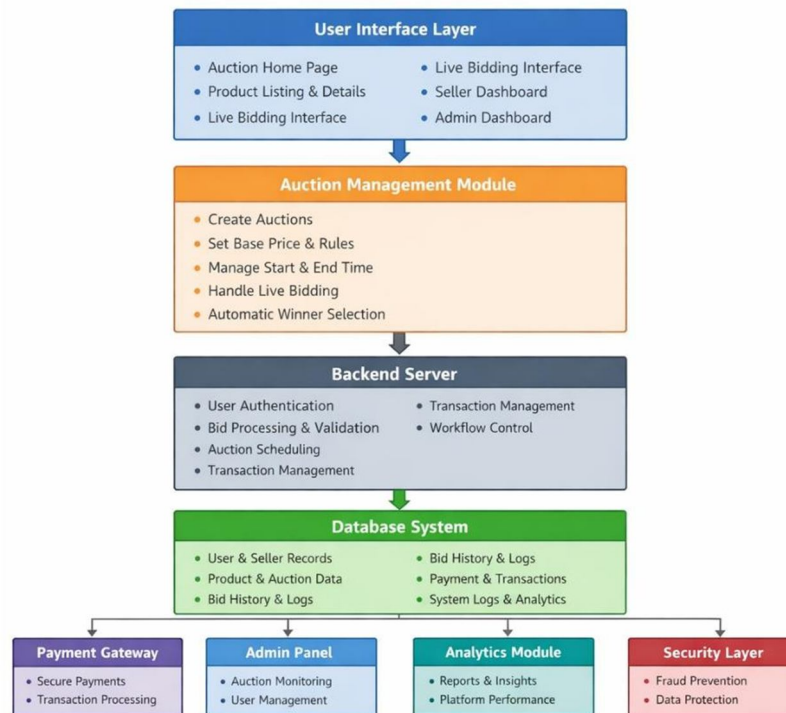 User Interface Layer
• Auction Home Page
• Product Listing & Details
• Live Bidding Interface
• Live Bidding Interface
• Seller Dashboard
• Admin Dashboard
Auction Management Module
• Create Auctions
• Set Base Price & Rules
• Manage Start & End Time
• Handle Live Bidding
• Automatic Winner Selection
Backend Server
• User Authentication
• Bid Processing & Validation
• Auction Scheduling
• Transaction Management
• Transaction Management
• Workflow Control
Database System
• User & Seller Records
• Product & Auction Data
• Bid History & Logs
• Bid History & Logs
• Payment & Transactions
• System Logs & Analytics
Payment Gateway
• Secure Payments
• Transaction Processing
Admin Panel
• Auction Monitoring
• User Management
Analytics Module
• Reports & Insights
• Platform Performance
Security Layer
• Fraud Prevention
• Data Protection